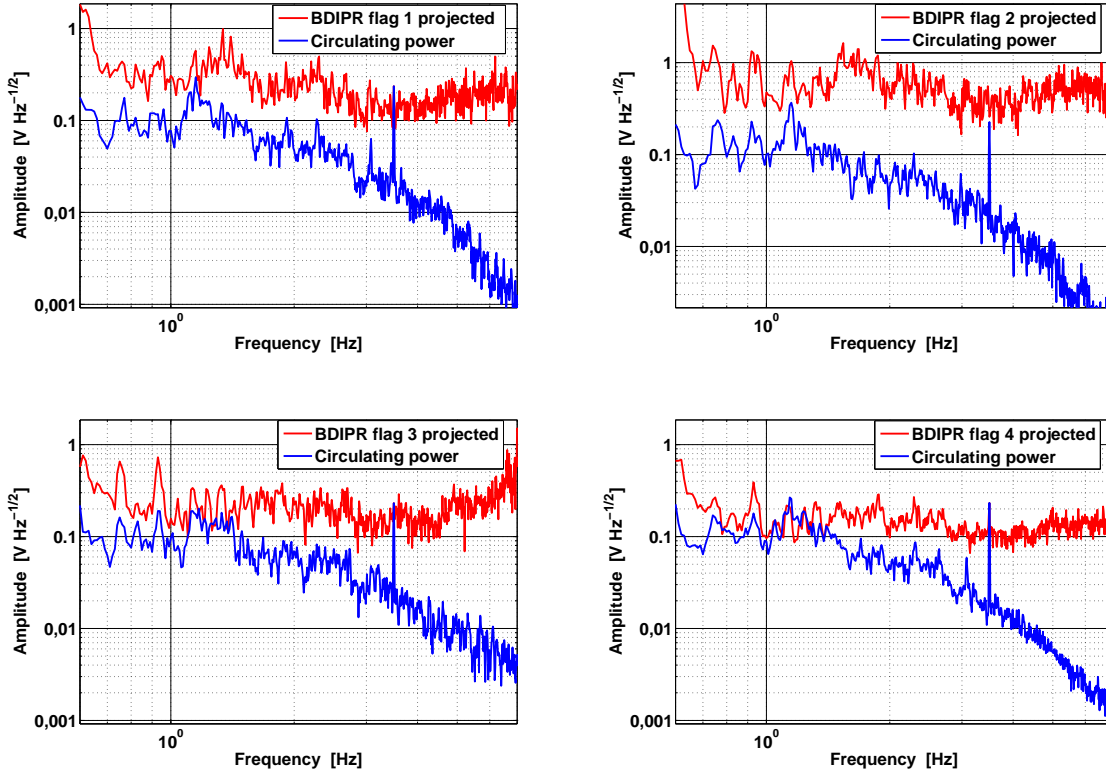 BDIPR flag 1 projected
Circulating power
1
0.1
0,01
0,001
Amplitude [V Hz^-1/2]
10^0
Frequency [Hz]
BDIPR flag 2 projected
Circulating power
1
0.1
0,01
Amplitude [V Hz^-1/2]
10^0
Frequency [Hz]
BDIPR flag 3 projected
Circulating power
1
0.1
0,01
0,001
Amplitude [V Hz^-1/2]
10^0
Frequency [Hz]
BDIPR flag 4 projected
Circulating power
1
0.1
0,01
0,001
Amplitude [V Hz^-1/2]
10^0
Frequency [Hz]